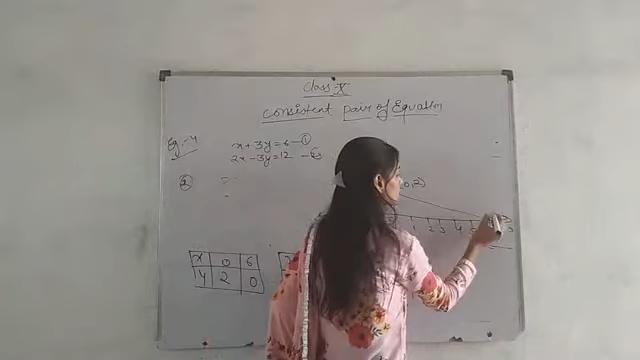 Class - X
Consistent pair of Equation
Eg:-4
x + 3y = 6 — ①
2x - 3y = 12 — ②
②
0,2)
1 2 3 4
x 0 6
y 2 0